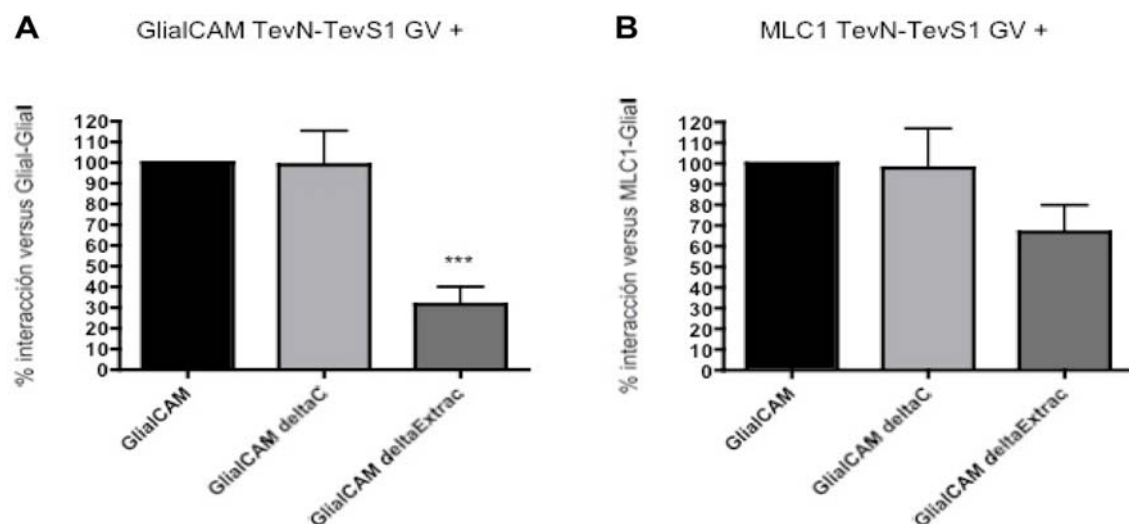 A
GlialCAM TevN-TevS1 GV +
% interacción versus Glial-Glial
120
110
100
90
80
70
60
50
40
30
20
10
0
***
GlialCAM
GlialCAM deltaC
GlialCAM deltaExtrac
B
MLC1 TevN-TevS1 GV +
% interacción versus MLC1-Glial
120
110
100
90
80
70
60
50
40
30
20
10
0
GlialCAM
GlialCAM deltaC
GlialCAM deltaExtrac